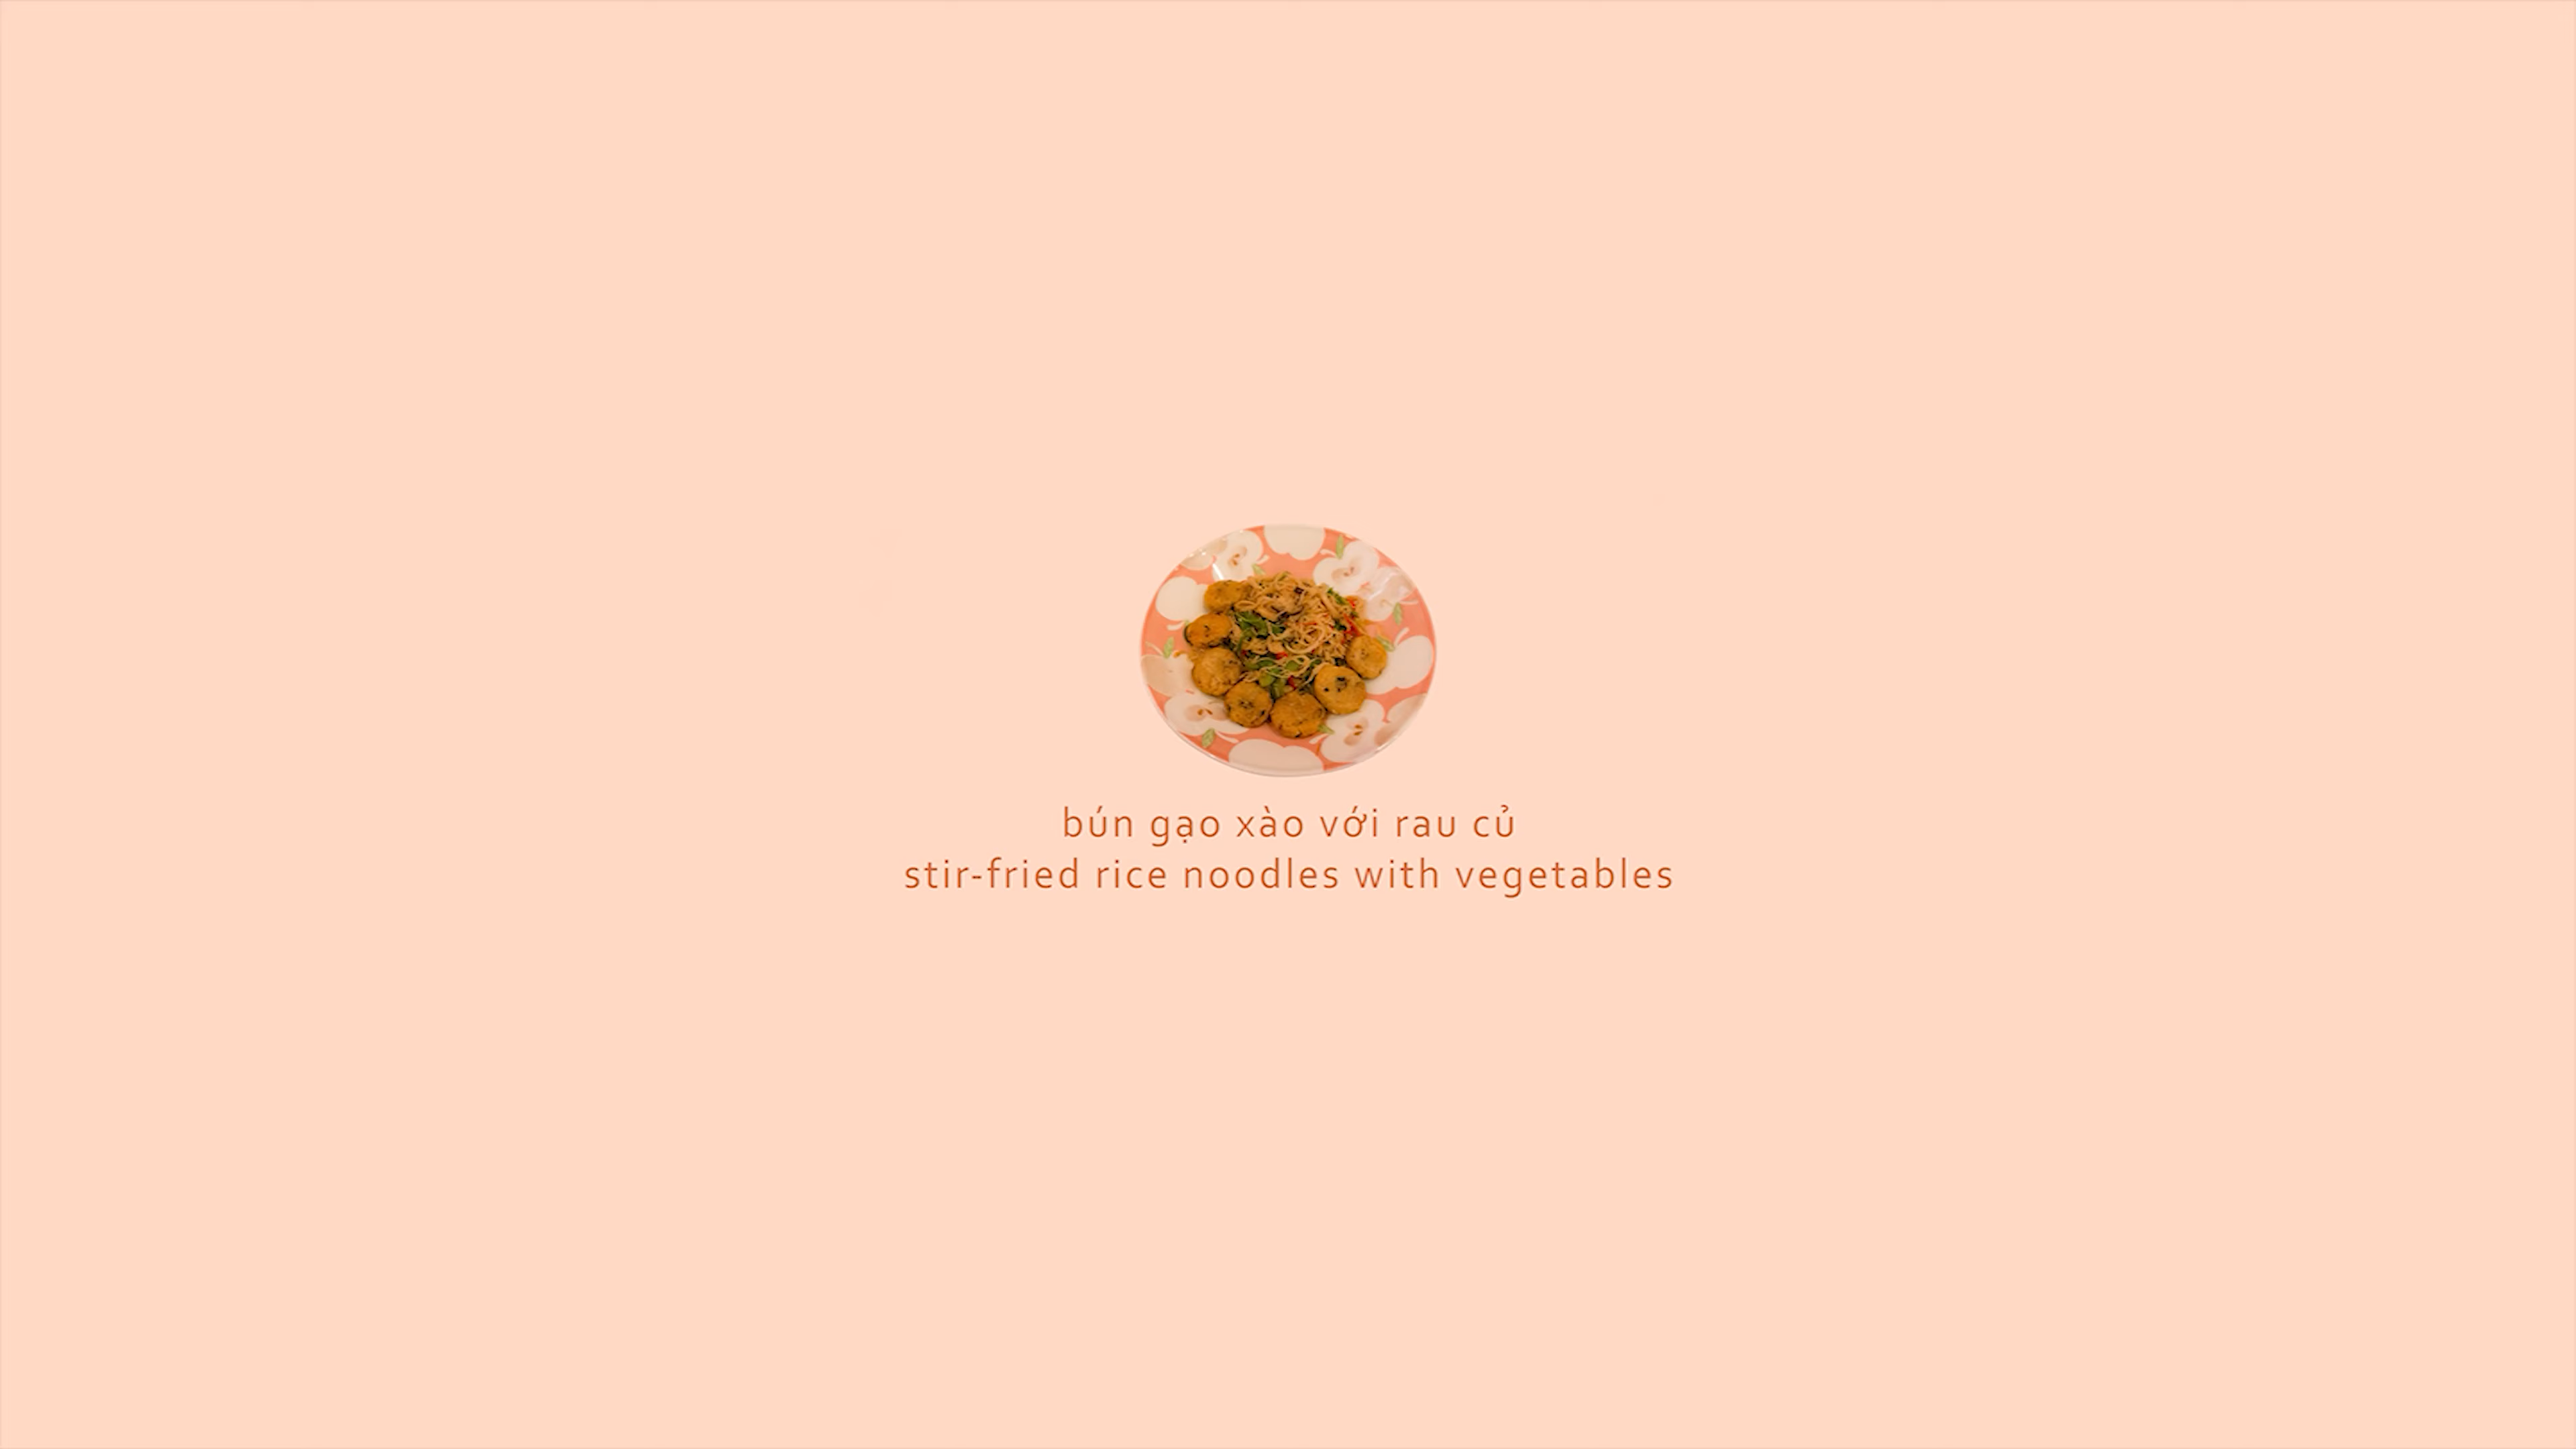 bún gạo xào với rau củ
stir-fried rice noodles with vegetables